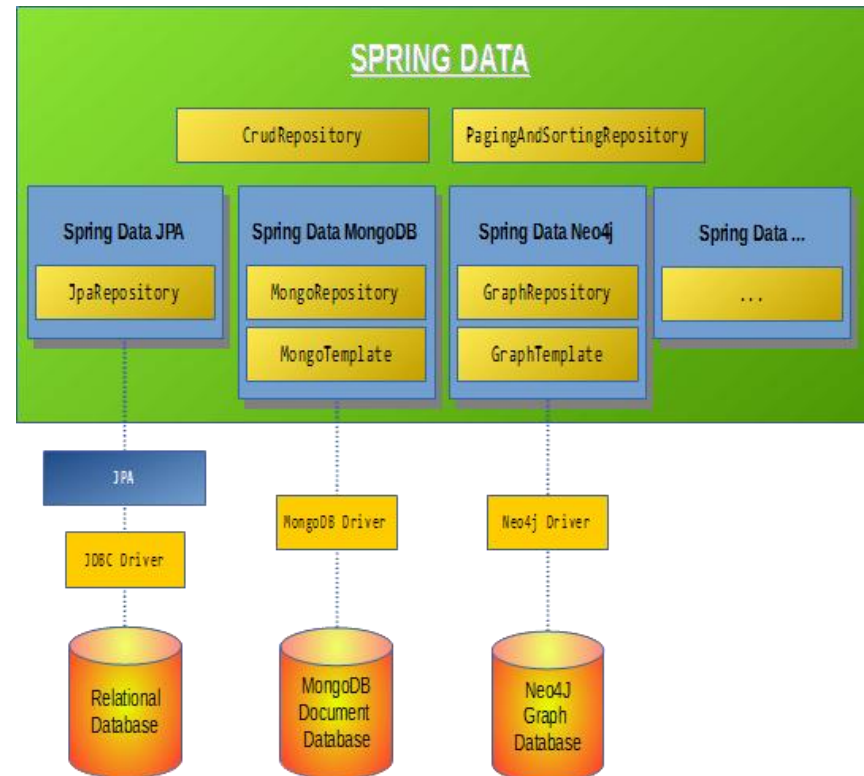 SPRING DATA
CrudRepository
PagingAndSortingRepository
Spring Data JPA
JpaRepository
Spring Data MongoDB
MongoRepository
MongoTemplate
Spring Data Neo4j
GraphRepository
GraphTemplate
Spring Data ...
...
JPA
JDBC Driver
MongoDB Driver
Neo4j Driver
Relational
Database
MongoDB
Document
Database
Neo4J
Graph
Database